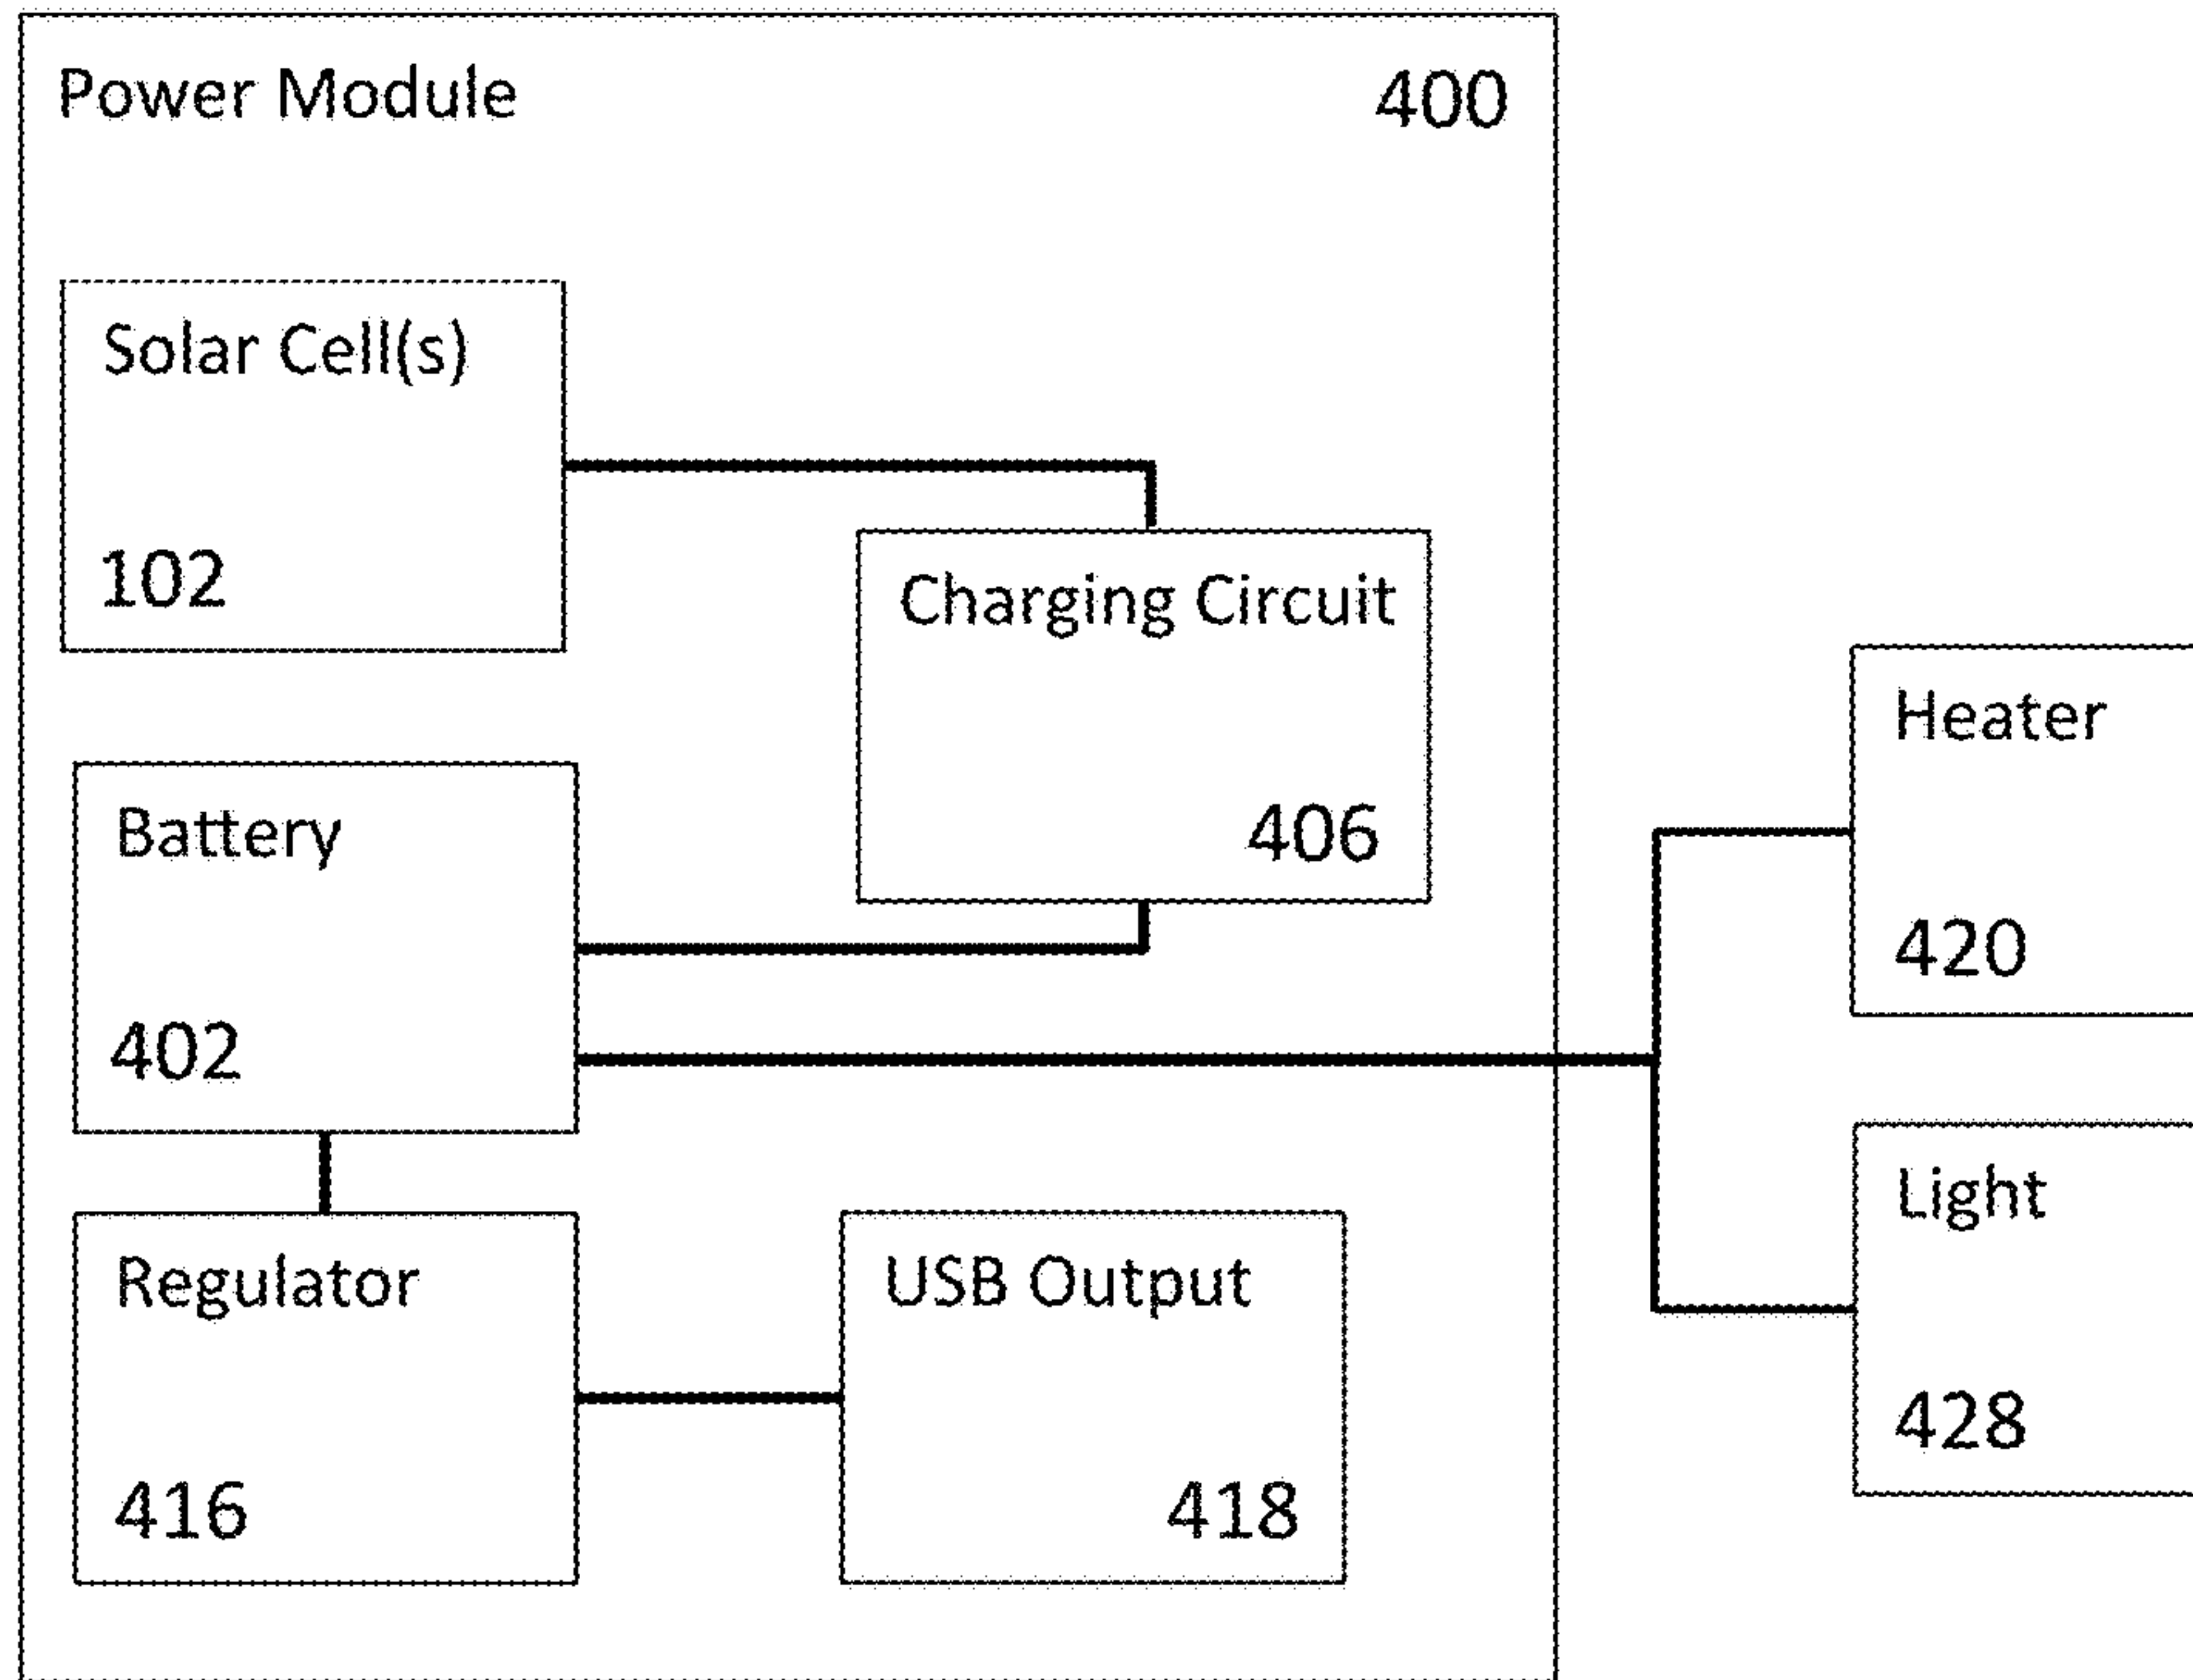 Power Module 400
Solar Cell(s)
102
Charging Circuit
406
Heater
420
Battery
402
Light
428
Regulator
416
USB Output
418